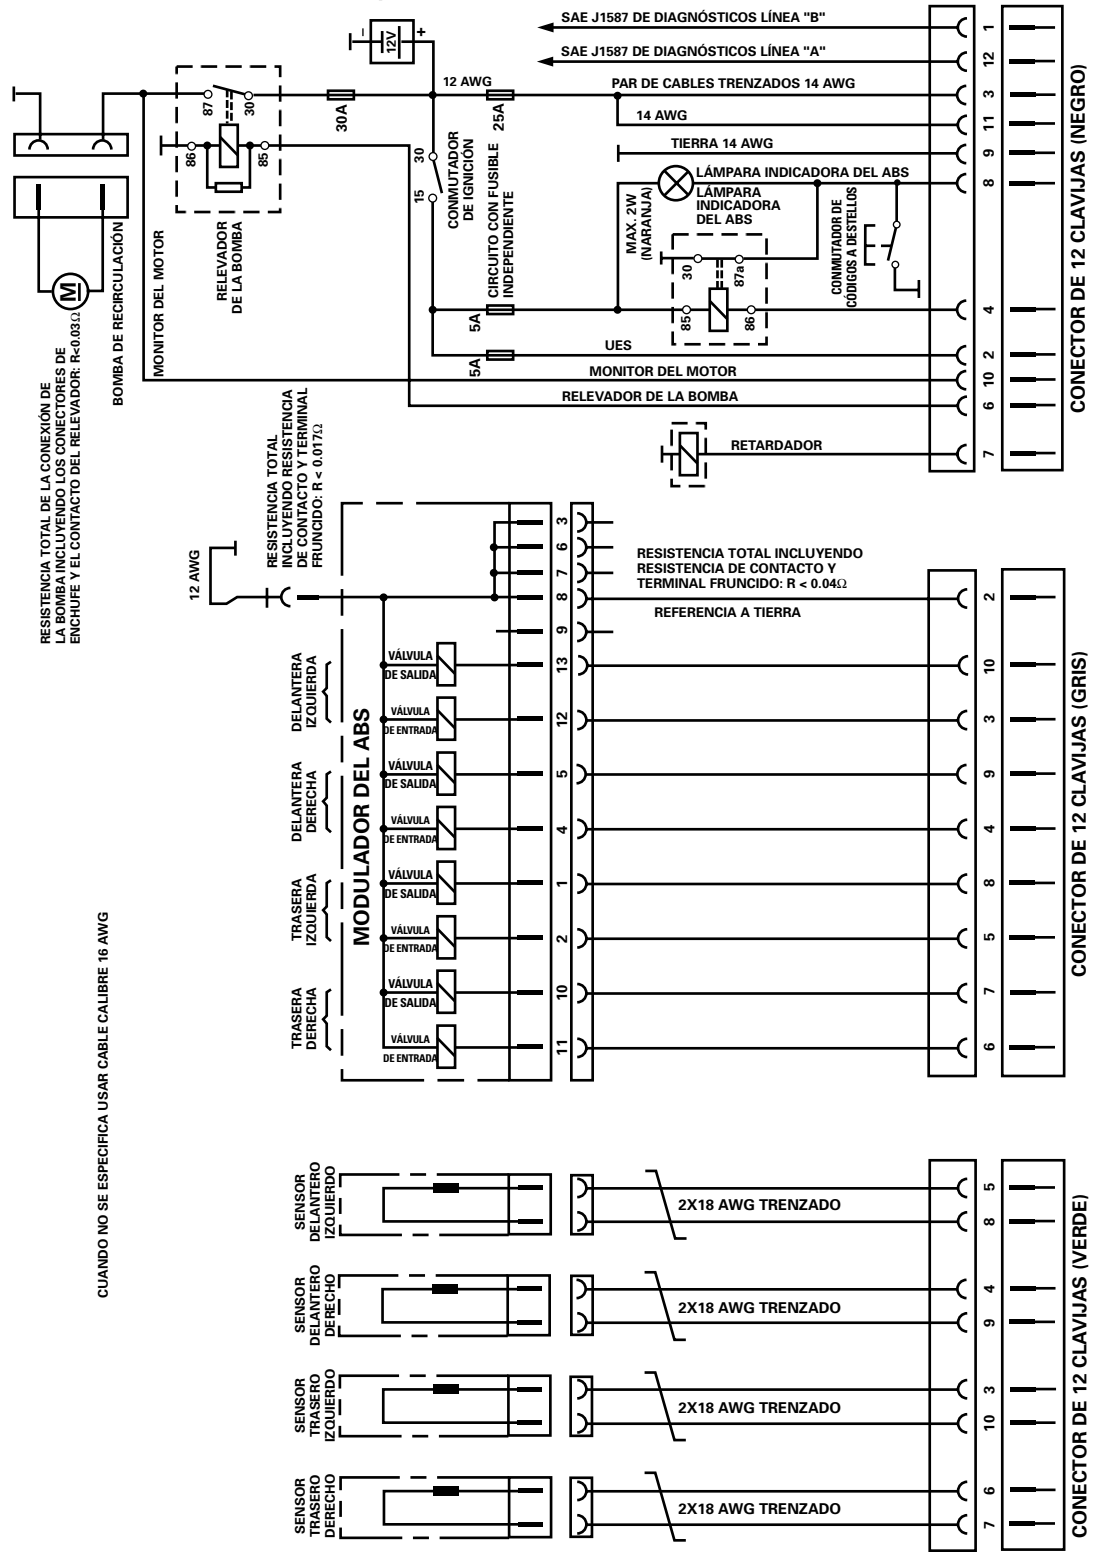 SAE J1587 DE DIAGNÓSTICOS LÍNEA "B"
1
SAE J1587 DE DIAGNÓSTICOS LÍNEA "A"
12
– 12V +
12 AWG
PAR DE CABLES TRENZADOS 14 AWG
3
87
30
30A
25A
14 AWG
11
86
85
TIERRA 14 AWG
9
30
15
CONMUTADOR
DE IGNICIÓN
CIRCUITO CON FUSIBLE
INDEPENDIENTE
MAX. 2W
(NARANJA)
LÁMPARA INDICADORA DEL ABS
8
LÁMPARA
INDICADORA
DEL ABS
CONMUTADOR DE
CÓDIGOS A DESTELLOS
30
87a
85
86
RELEVADOR
DE LA BOMBA
M
BOMBA DE RECIRCULACIÓN
MONITOR DEL MOTOR
5A
4
5A
UES
2
MONITOR DEL MOTOR
10
RELEVADOR DE LA BOMBA
6
RETARDADOR
7
CONECTOR DE 12 CLAVIJAS (NEGRO)
RESISTENCIA TOTAL DE LA CONEXIÓN DE
LA BOMBA INCLUYENDO LOS CONECTORES DE
ENCHUFE Y EL CONTACTO DEL RELEVADOR: R<0.03Ω
RESISTENCIA TOTAL
INCLUYENDO RESISTENCIA
DE CONTACTO Y TERMINAL
FRUNCIDO: R < 0.017Ω
12 AWG
3
6
7
8
9
RESISTENCIA TOTAL INCLUYENDO
RESISTENCIA DE CONTACTO Y
TERMINAL FRUNCIDO: R < 0.04Ω
REFERENCIA A TIERRA
2
MODULADOR DEL ABS
DELANTERA
IZQUIERDA
VÁLVULA
DE SALIDA
13
10
VÁLVULA
DE ENTRADA
12
3
DELANTERA
DERECHA
VÁLVULA
DE SALIDA
5
9
VÁLVULA
DE ENTRADA
4
4
TRASERA
IZQUIERDA
VÁLVULA
DE SALIDA
1
8
VÁLVULA
DE ENTRADA
2
5
TRASERA
DERECHA
VÁLVULA
DE SALIDA
10
7
VÁLVULA
DE ENTRADA
11
6
CONECTOR DE 12 CLAVIJAS (GRIS)
CUANDO NO SE ESPECIFICA USAR CABLE CALIBRE 16 AWG
SENSOR
DELANTERO
IZQUIERDO
2X18 AWG TRENZADO
5
8
SENSOR
DELANTERO
DERECHO
2X18 AWG TRENZADO
4
9
SENSOR
TRASERO
IZQUIERDO
2X18 AWG TRENZADO
3
10
SENSOR
TRASERO
DERECHO
2X18 AWG TRENZADO
6
7
CONECTOR DE 12 CLAVIJAS (VERDE)